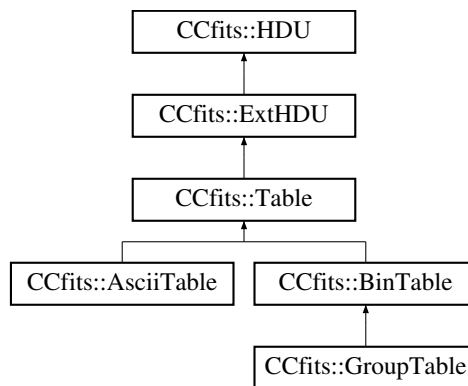 CCfits::HDU
CCfits::ExtHDU
CCfits::Table
CCfits::AsciiTable
CCfits::BinTable
CCfits::GroupTable